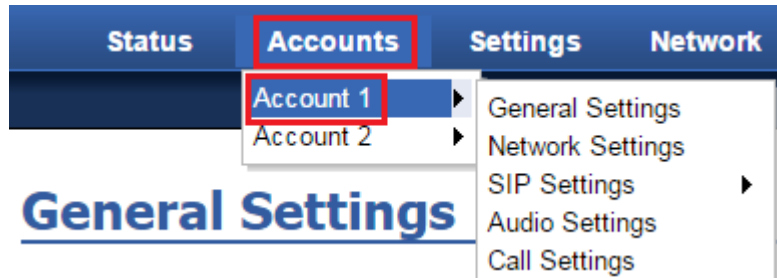 Status Accounts Settings Network
Account 1
Account 2
General Settings
Network Settings
SIP Settings
Audio Settings
Call Settings
General Settings